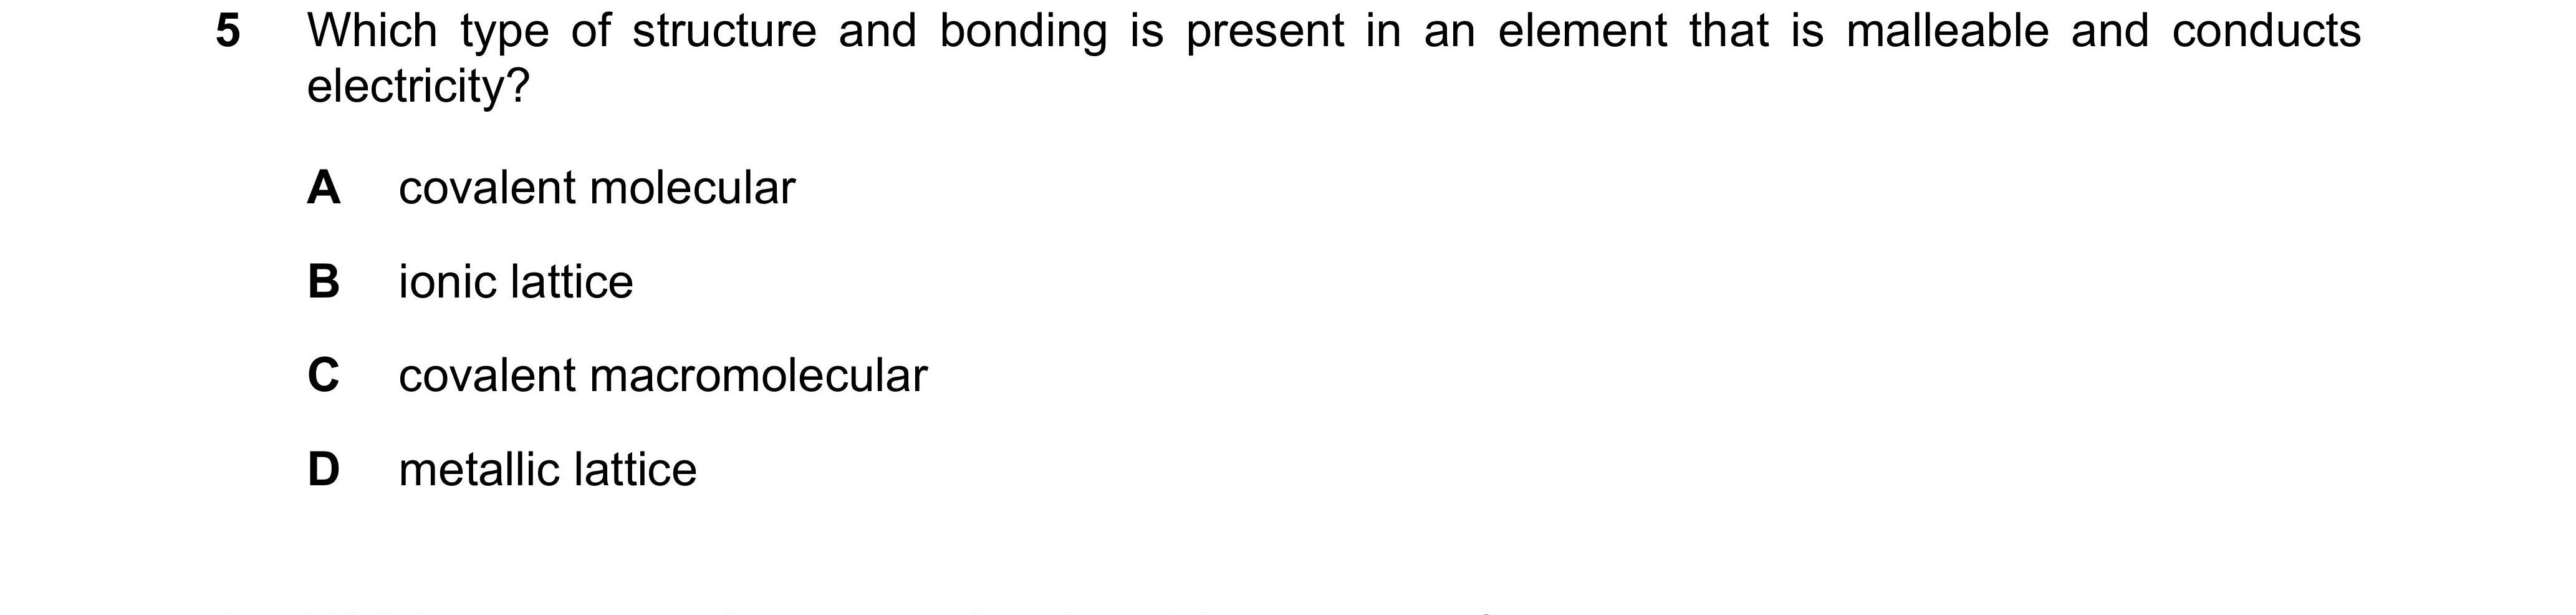 5 Which type of structure and bonding is present in an element that is malleable and conducts
electricity?
A covalent molecular
B ionic lattice
C covalent macromolecular
D metallic lattice